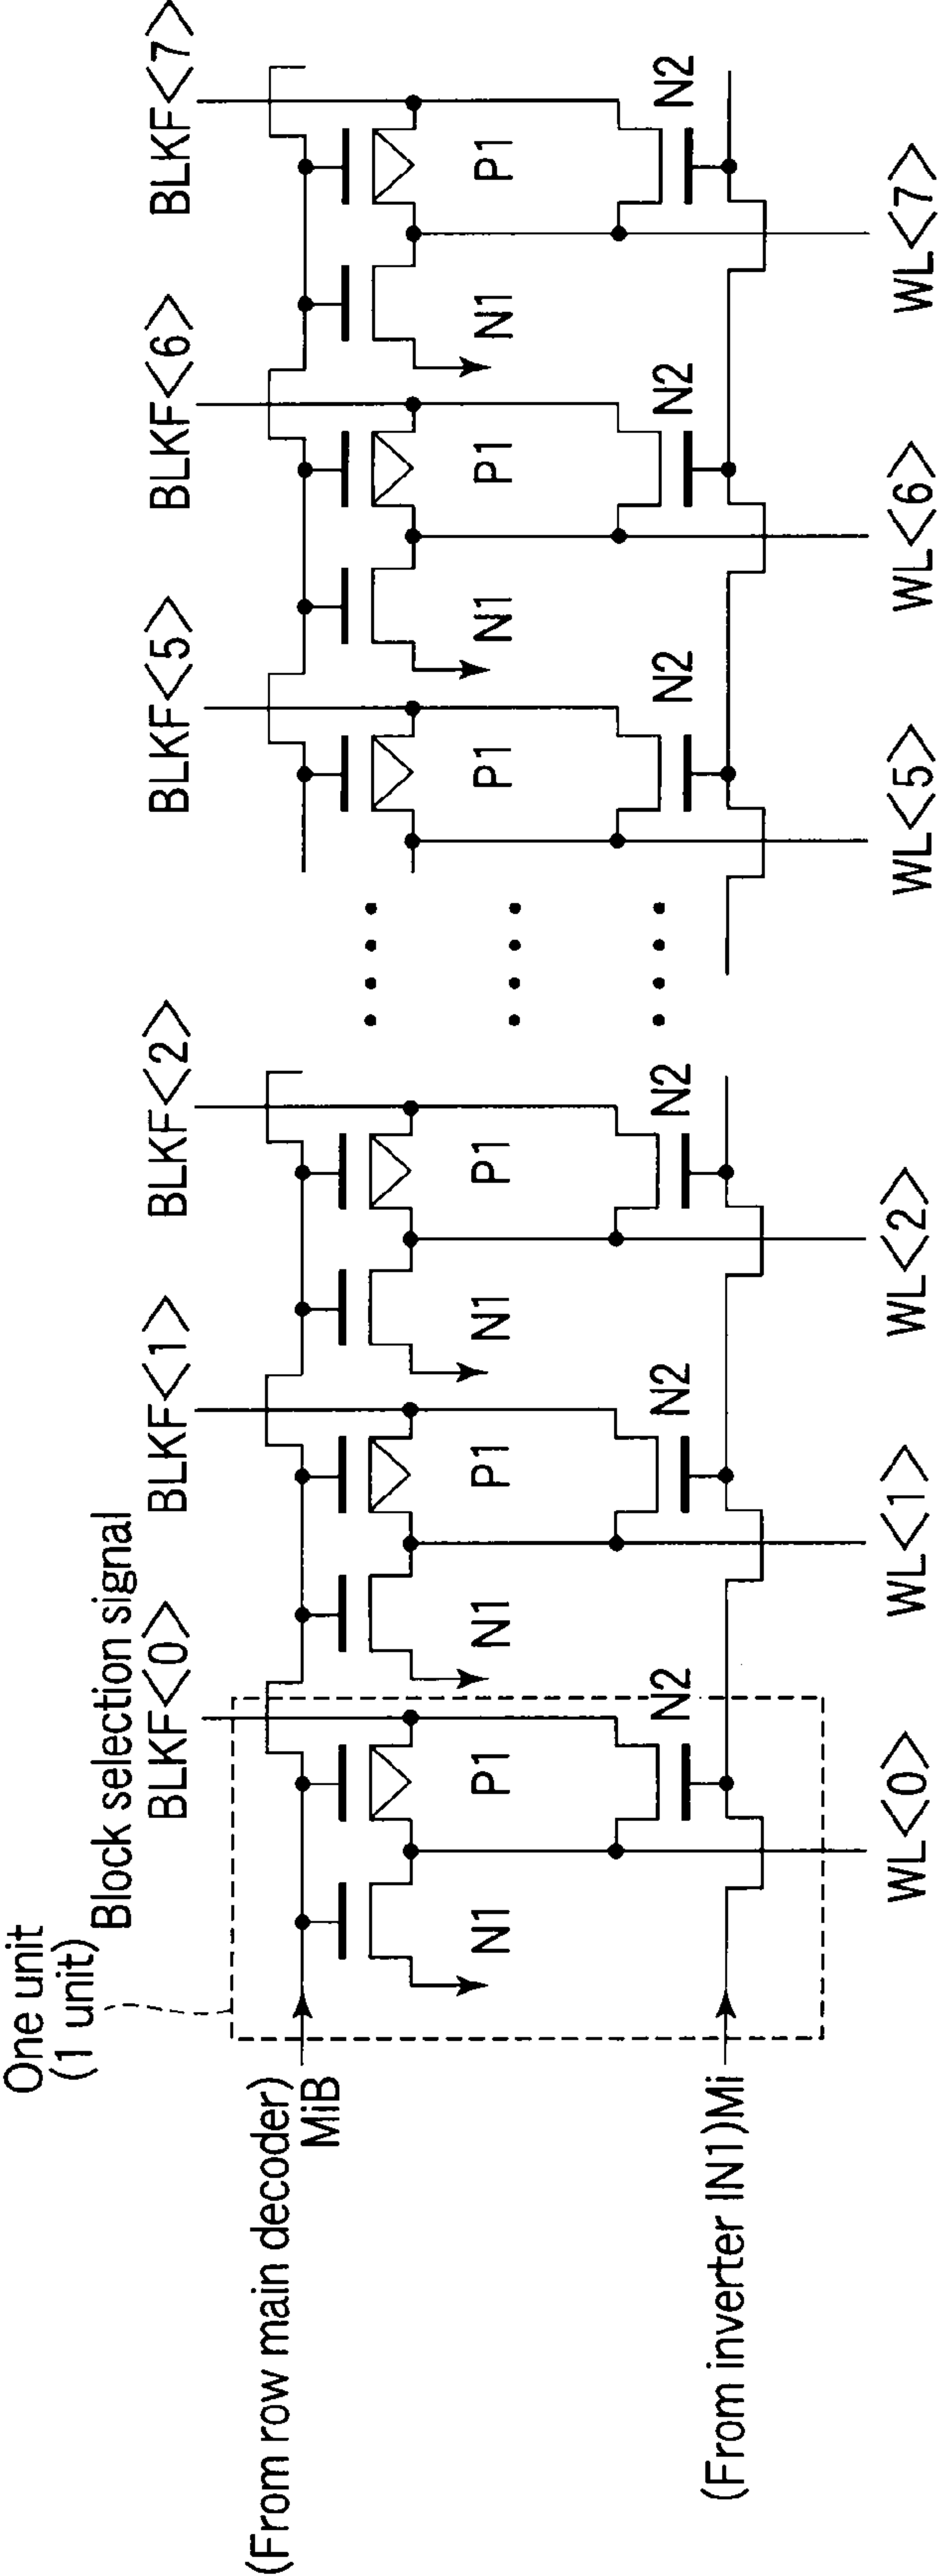 One unit
(1 unit)
Block selection signal
BLKF<0>
BLKF<1>
BLKF<2>
BLKF<5>
BLKF<6>
BLKF<7>
(From row main decoder)
MiB
N1
P1
N1
P1
N1
P1
P1
N1
P1
N1
P1
N2
N2
N2
N2
N2
N2
(From inverter IN1)Mi
WL<0>
WL<1>
WL<2>
WL<5>
WL<6>
WL<7>